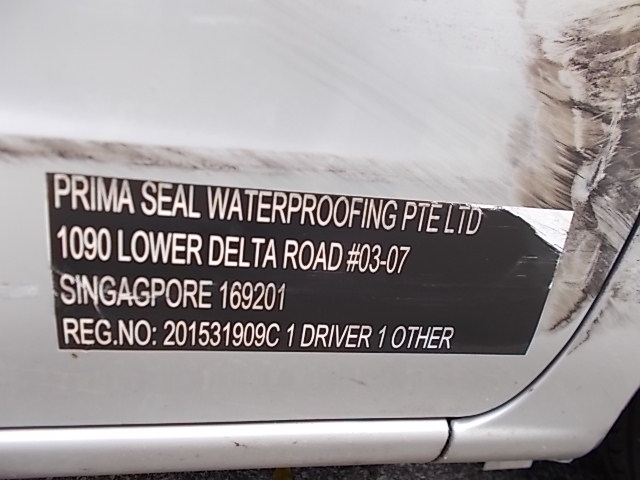 PRIMA SEAL WATERPROOFING PTE LTD
1090 LOWER DELTA ROAD #03-07
SINGAGPORE 169201
REG.NO: 201531909C 1 DRIVER 1 OTHER